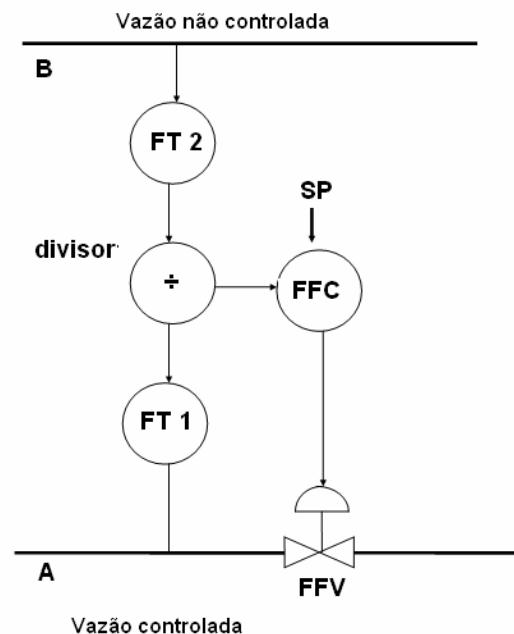 Vazão não controlada
B
FT 2
SP
divisor
÷
FFC
FT 1
A
FFV
Vazão controlada